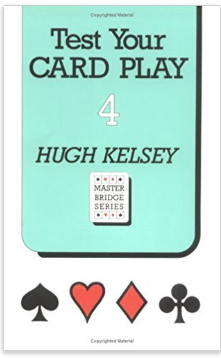 Test Your
CARD PLAY
4
HUGH KELSEY
MASTER
BRIDGE
SERIES